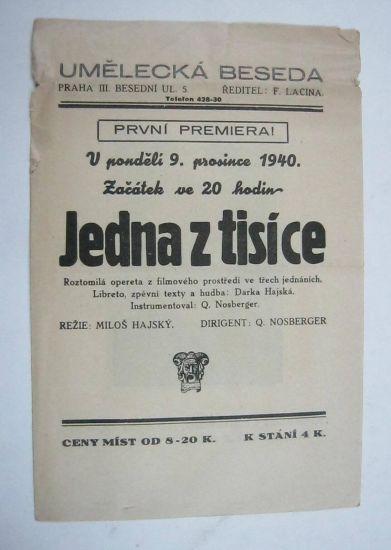 UMĚLECKÁ BESEDA
PRAHA III. BESEDNÍ UL. 5. ŘEDITEL: F. LACINA.
Telefon 428-30
PRVNÍ PREMIERA!
V pondělí 9. prosince 1940.
Začátek ve 20 hodin
Jedna z tisíce
Roztomilá opereta z filmového prostředí ve třech jednáních.
Libreto, zpěvní texty a hudba: Darka Hajská.
Instrumentoval: Q. Nosberger.
REŽIE: MILOŠ HAJSKÝ. DIRIGENT: Q. NOSBERGER
CENY MÍST OD 8-20 K. K STÁNÍ 4 K.